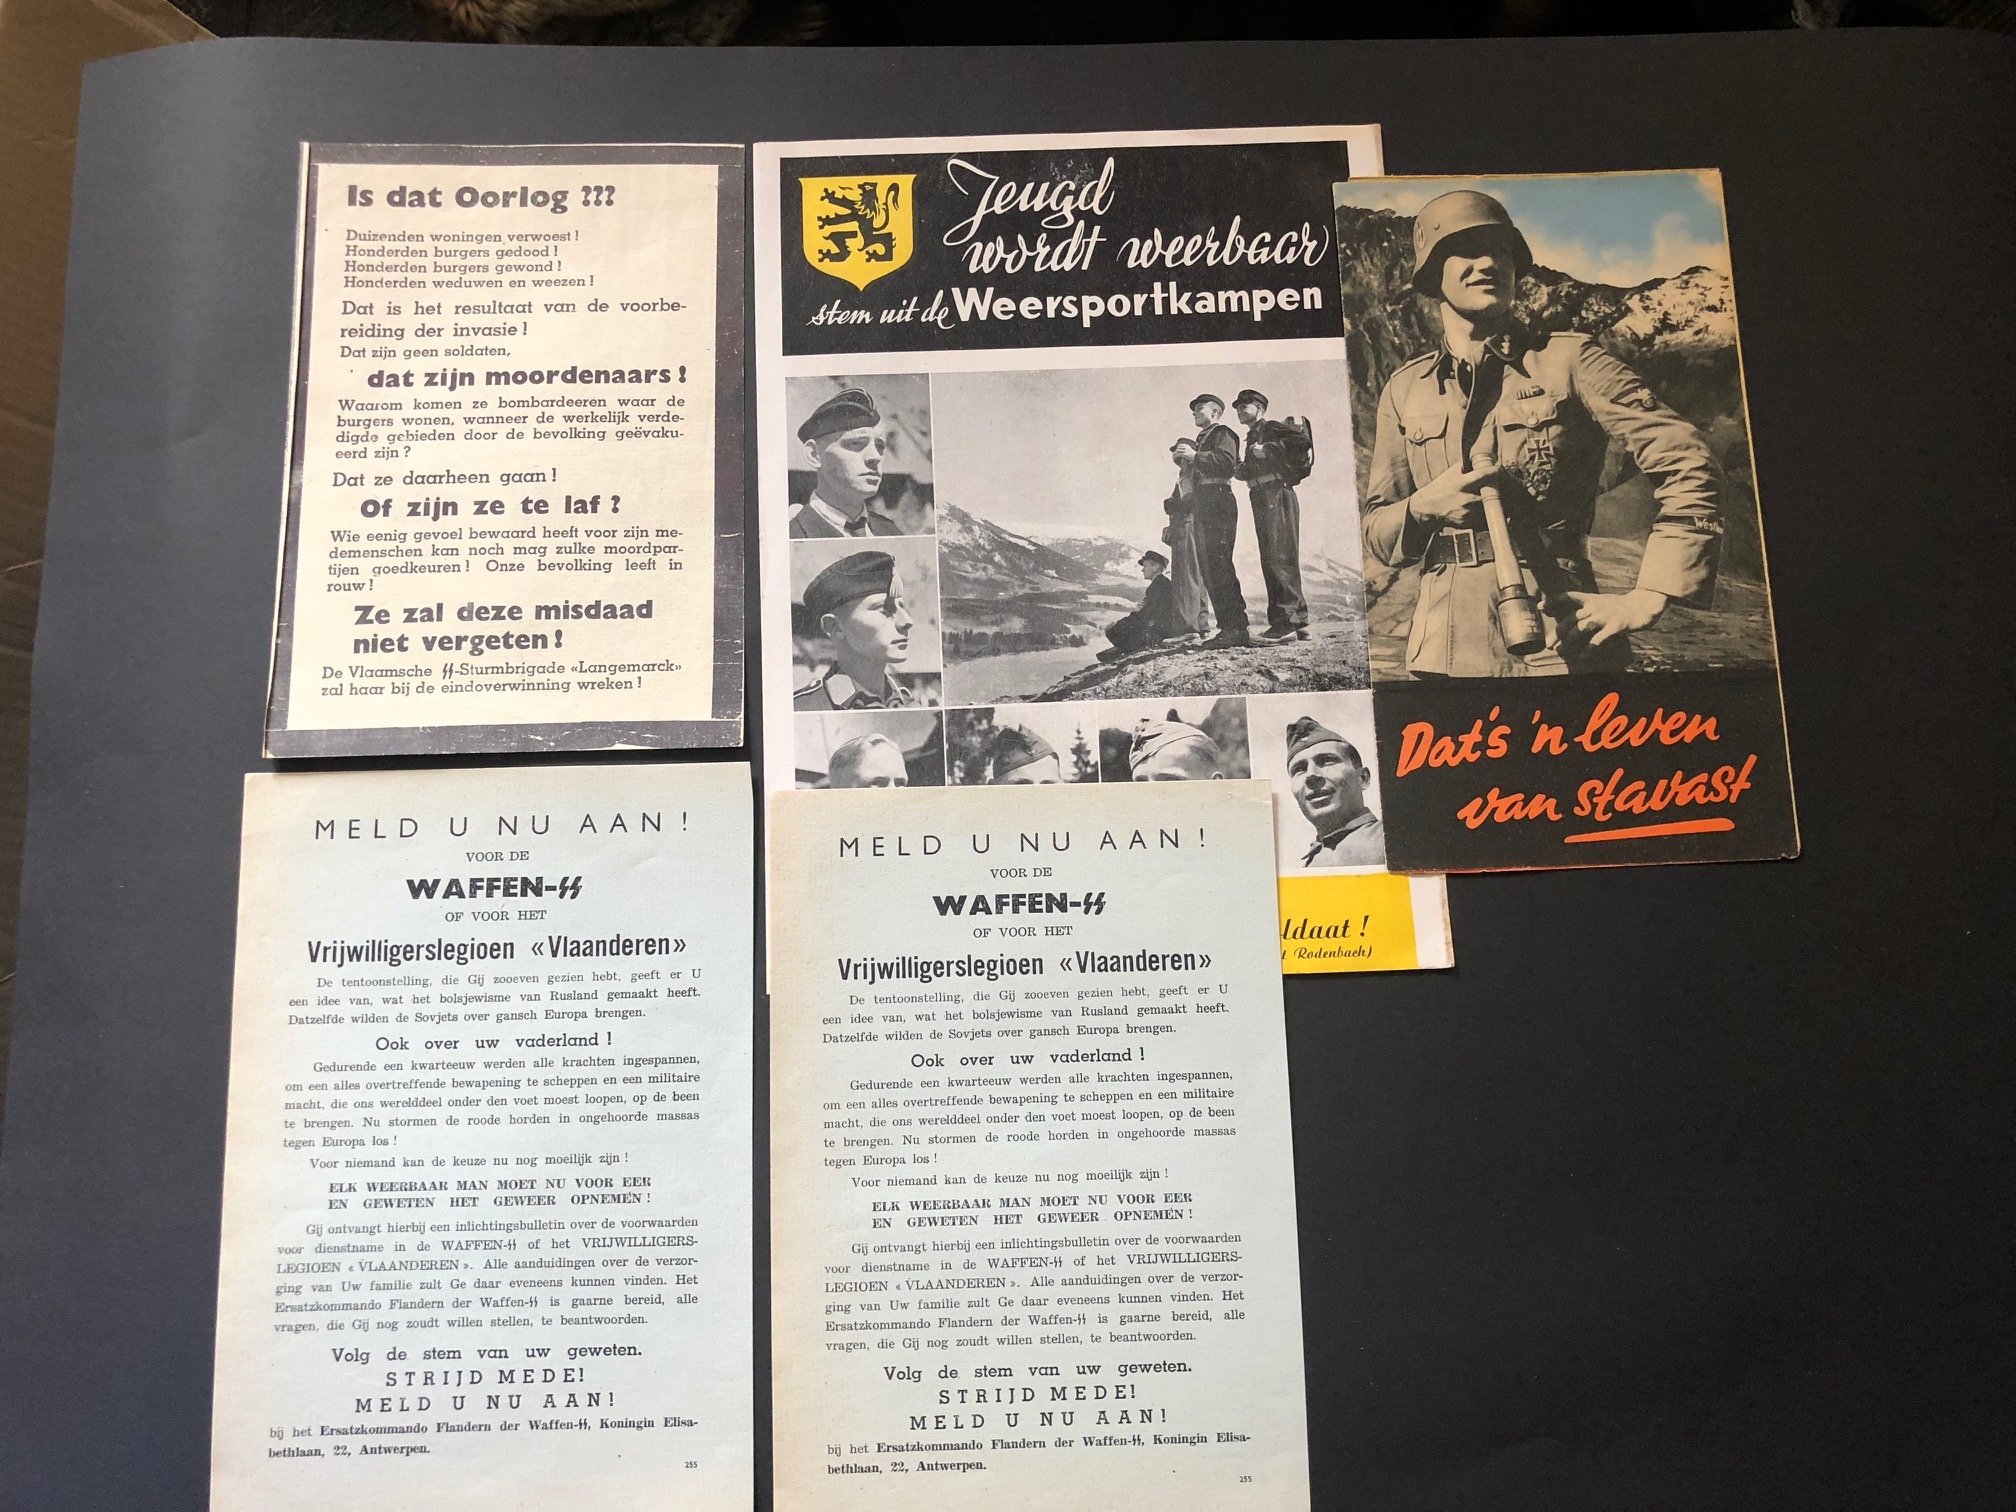 Is dat Oorlog ???
Duizenden woningen verwoest !
Honderden burgers gedood !
Honderden burgers gewond !
Honderden weduwen en weezen !
Dat is het resultaat van de voorbe-
reiding der invasie !
Dat zijn geen soldaten,
dat zijn moordenaars !
Waarom komen ze bombardeeren waar de
burgers wonen, wanneer de werkelijk verde-
digde gebieden door de bevolking geëvaku-
eerd zijn ?
Dat ze daarheen gaan !
Of zijn ze te laf ?
Wie eenig gevoel bewaard heeft voor zijn me-
demenschen kan noch mag zulke moordpar-
tijen goedkeuren ! Onze bevolking leeft in
rouw !
Ze zal deze misdaad
niet vergeten !
De Vlaamsche SS-Sturmbrigade «Langemarck»
zal haar bij de eindoverwinning wreken !
Jeugd
wordt weerbaar
stem uit de Weersportkampen
ldaat !
t Rodenbach)
West
Dat's 'n leven
van stavast
MELD U NU AAN !
VOOR DE
WAFFEN-SS
OF VOOR HET
Vrijwilligerslegioen «Vlaanderen»
De tentoonstelling, die Gij zooeven gezien hebt, geeft er U
een idee van, wat het bolsjewisme van Rusland gemaakt heeft.
Datzelfde wilden de Sovjets over gansch Europa brengen.
Ook over uw vaderland !
Gedurende een kwarteeuw werden alle krachten ingespannen,
om een alles overtreffende bewapening te scheppen en een militaire
macht, die ons werelddeel onder den voet moest loopen, op de been
te brengen. Nu stormen de roode horden in ongehoorde massas
tegen Europa los !
Voor niemand kan de keuze nu nog moeilijk zijn !
ELK WEERBAAR MAN MOET NU VOOR EER
EN GEWETEN HET GEWEER OPNEMEN !
Gij ontvangt hierbij een inlichtingsbulletin over de voorwaarden
voor dienstname in de WAFFEN-SS of het VRIJWILLIGERS-
LEGIOEN « VLAANDEREN ». Alle aanduidingen over de verzor-
ging van Uw familie zult Ge daar eveneens kunnen vinden. Het
Ersatzkommando Flandern der Waffen-SS is gaarne bereid, alle
vragen, die Gij nog zoudt willen stellen, te beantwoorden.
Volg de stem van uw geweten.
STRIJD MEDE!
MELD U NU AAN!
bij het Ersatzkommando Flandern der Waffen-SS, Koningin Elisa-
bethlaan, 22, Antwerpen.
255
MELD U NU AAN !
VOOR DE
WAFFEN-SS
OF VOOR HET
Vrijwilligerslegioen «Vlaanderen»
De tentoonstelling, die Gij zooeven gezien hebt, geeft er U
een idee van, wat het bolsjewisme van Rusland gemaakt heeft.
Datzelfde wilden de Sovjets over gansch Europa brengen.
Ook over uw vaderland !
Gedurende een kwarteeuw werden alle krachten ingespannen,
om een alles overtreffende bewapening te scheppen en een militaire
macht, die ons werelddeel onder den voet moest loopen, op de been
te brengen. Nu stormen de roode horden in ongehoorde massas
tegen Europa los !
Voor niemand kan de keuze nu nog moeilijk zijn !
ELK WEERBAAR MAN MOET NU VOOR EER
EN GEWETEN HET GEWEER OPNEMEN !
Gij ontvangt hierbij een inlichtingsbulletin over de voorwaarden
voor dienstname in de WAFFEN-SS of het VRIJWILLIGERS-
LEGIOEN « VLAANDEREN ». Alle aanduidingen over de verzor-
ging van Uw familie zult Ge daar eveneens kunnen vinden. Het
Ersatzkommando Flandern der Waffen-SS is gaarne bereid, alle
vragen, die Gij nog zoudt willen stellen, te beantwoorden.
Volg de stem van uw geweten.
STRIJD MEDE!
MELD U NU AAN!
bij het Ersatzkommando Flandern der Waffen-SS, Koningin Elisa-
bethlaan, 22, Antwerpen.
255